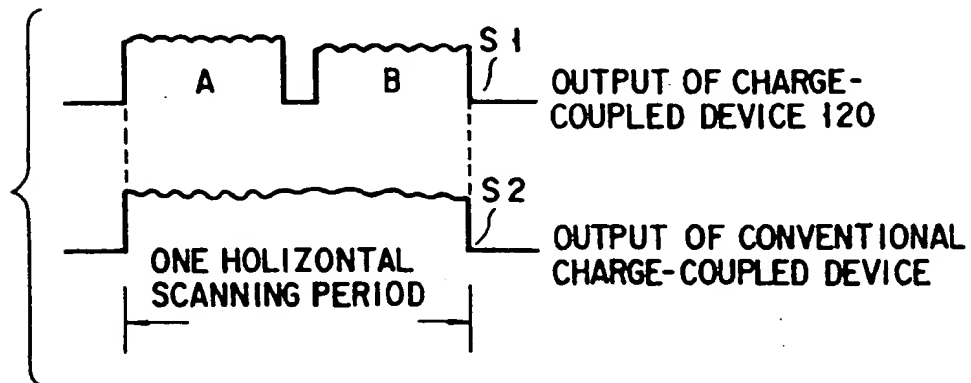 S1
A
B
OUTPUT OF CHARGE-
COUPLED DEVICE 120
S2
OUTPUT OF CONVENTIONAL
CHARGE-COUPLED DEVICE
ONE HOLIZONTAL
SCANNING PERIOD